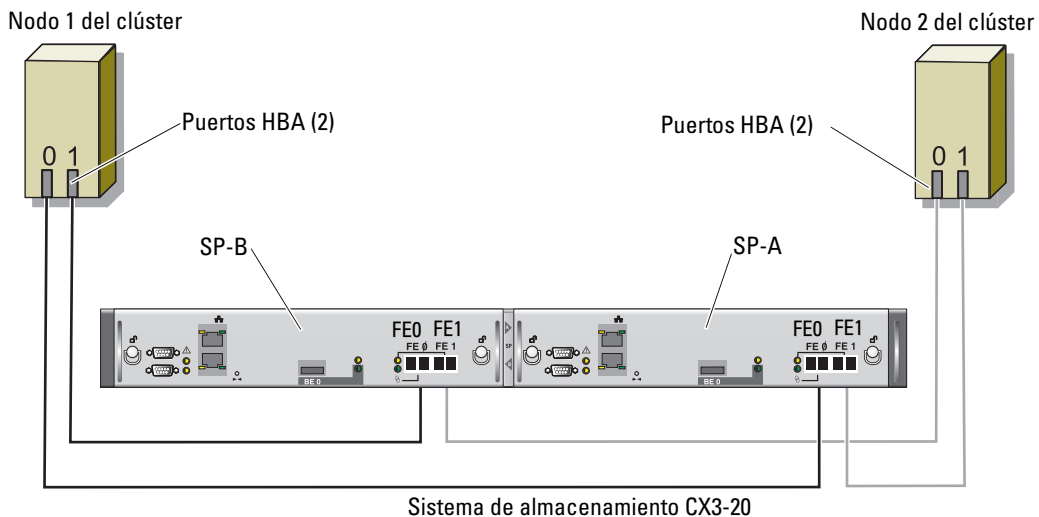 Nodo 1 del clúster
Nodo 2 del clúster
Puertos HBA (2)
Puertos HBA (2)
0 1
0 1
SP-B
SP-A
FE0 FE1
FE 0 FE 1
SP
BE 0
FE0 FE1
FE 0 FE 1
BE 0
Sistema de almacenamiento CX3-20